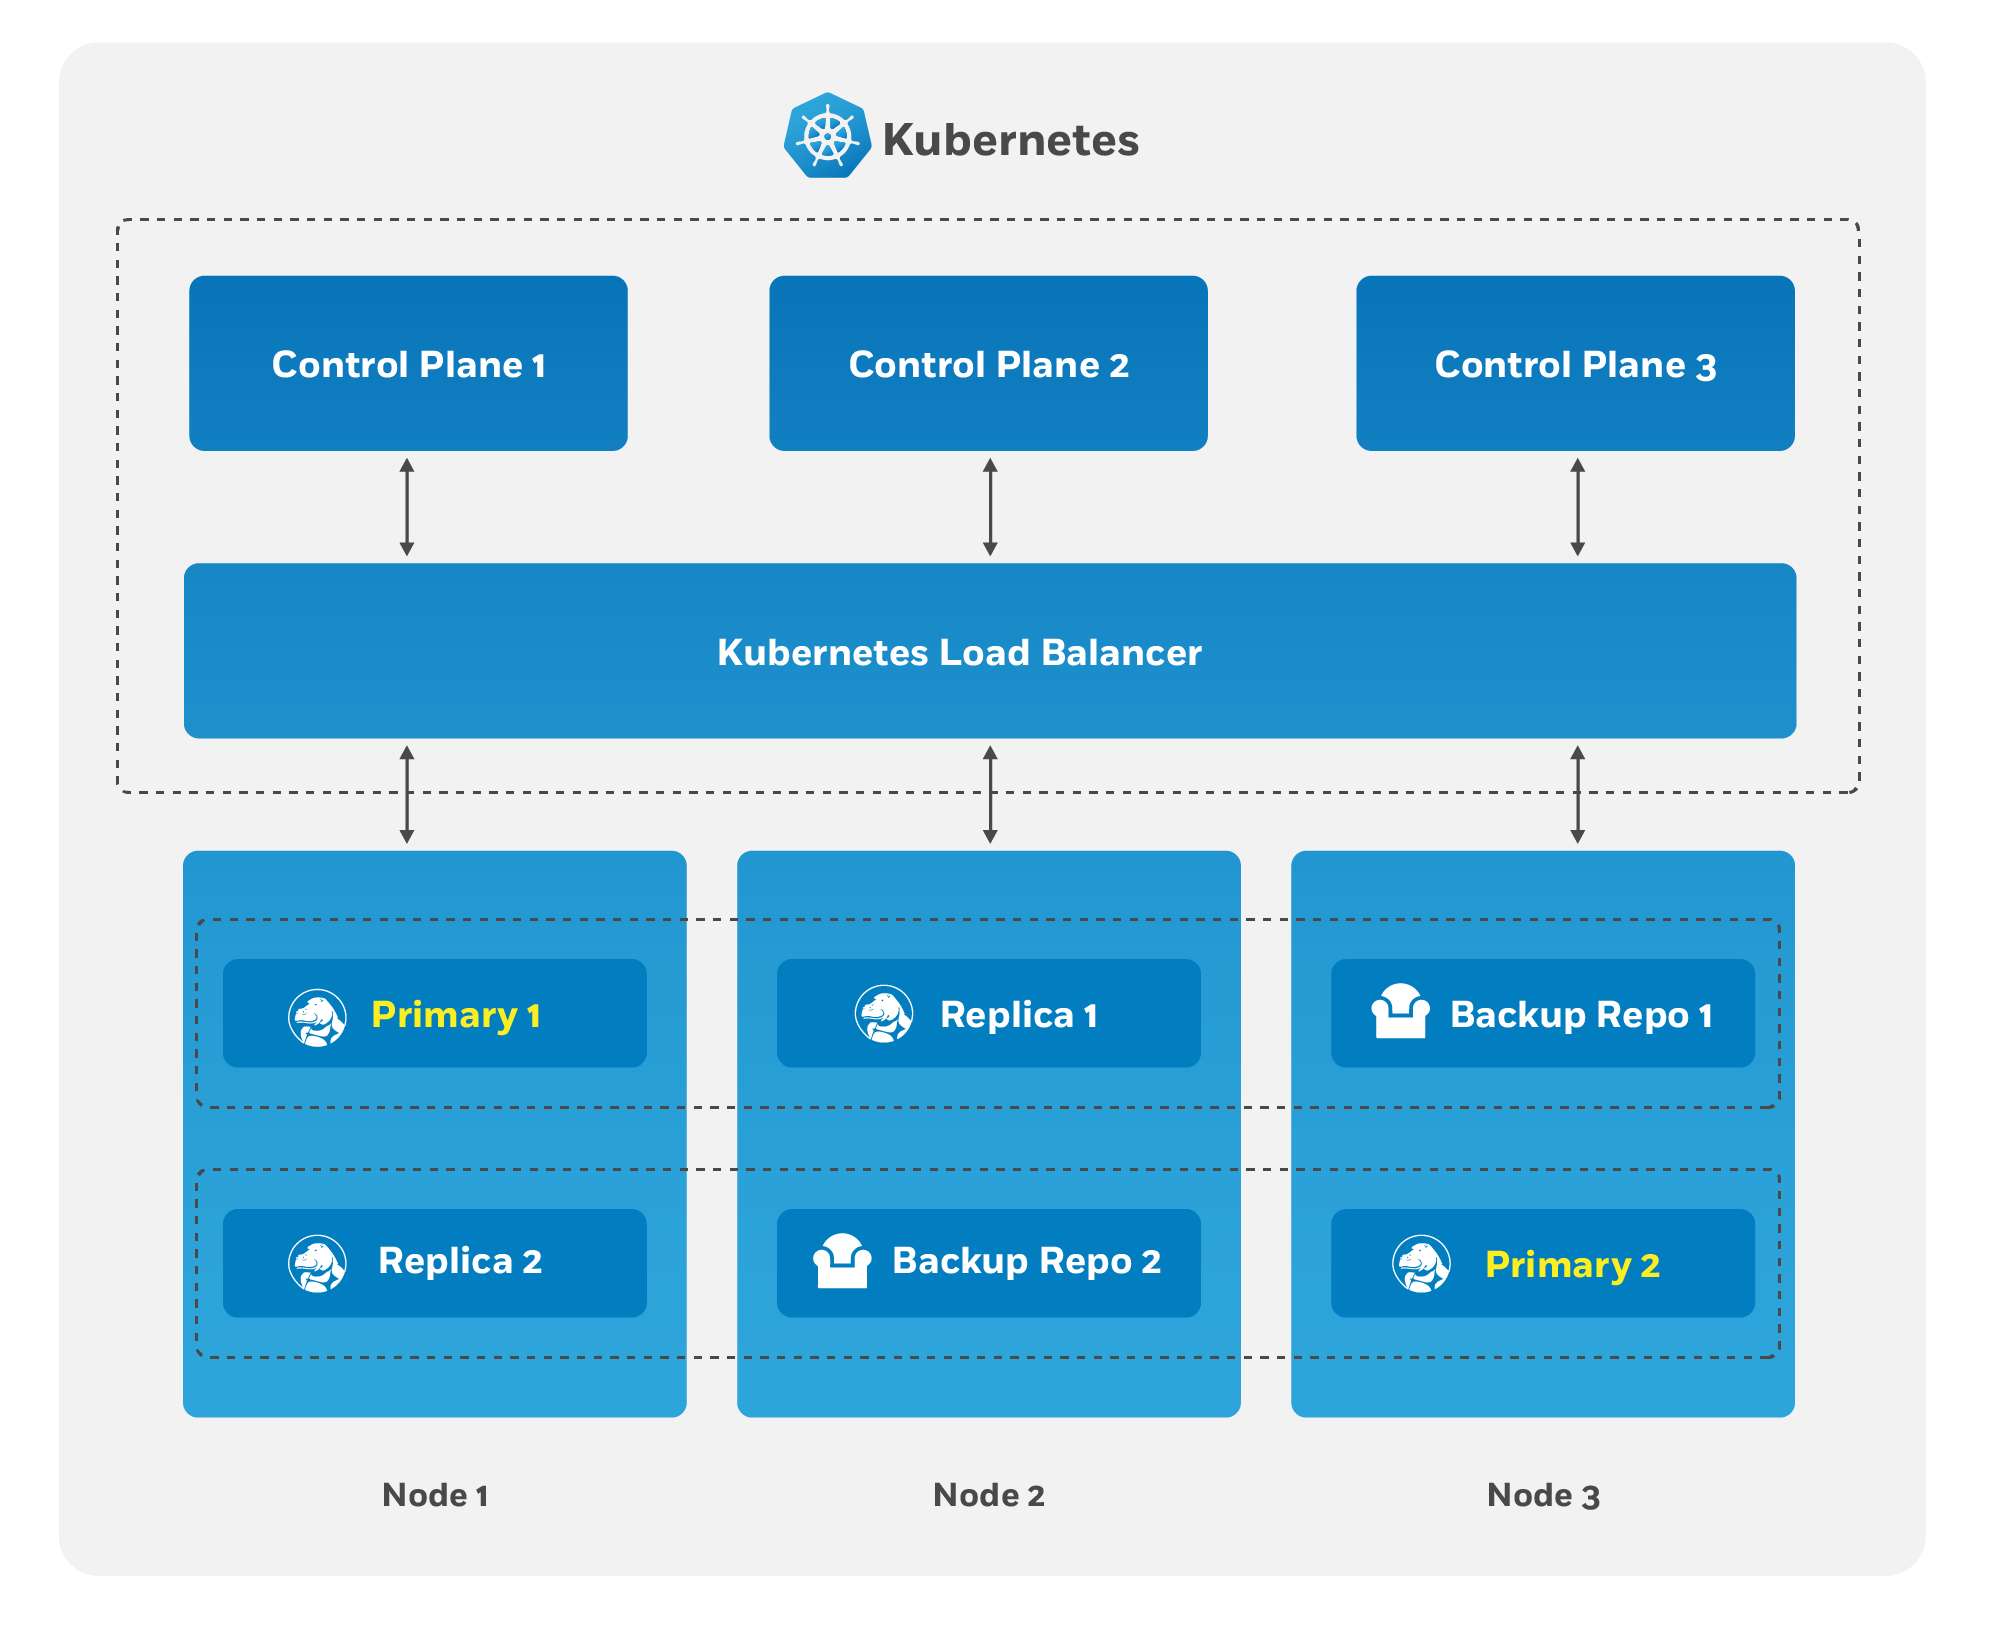 Kubernetes
Control Plane 1
Control Plane 2
Control Plane 3
Kubernetes Load Balancer
Primary 1
Replica 1
Backup Repo 1
Replica 2
Backup Repo 2
Primary 2
Node 1
Node 2
Node 3